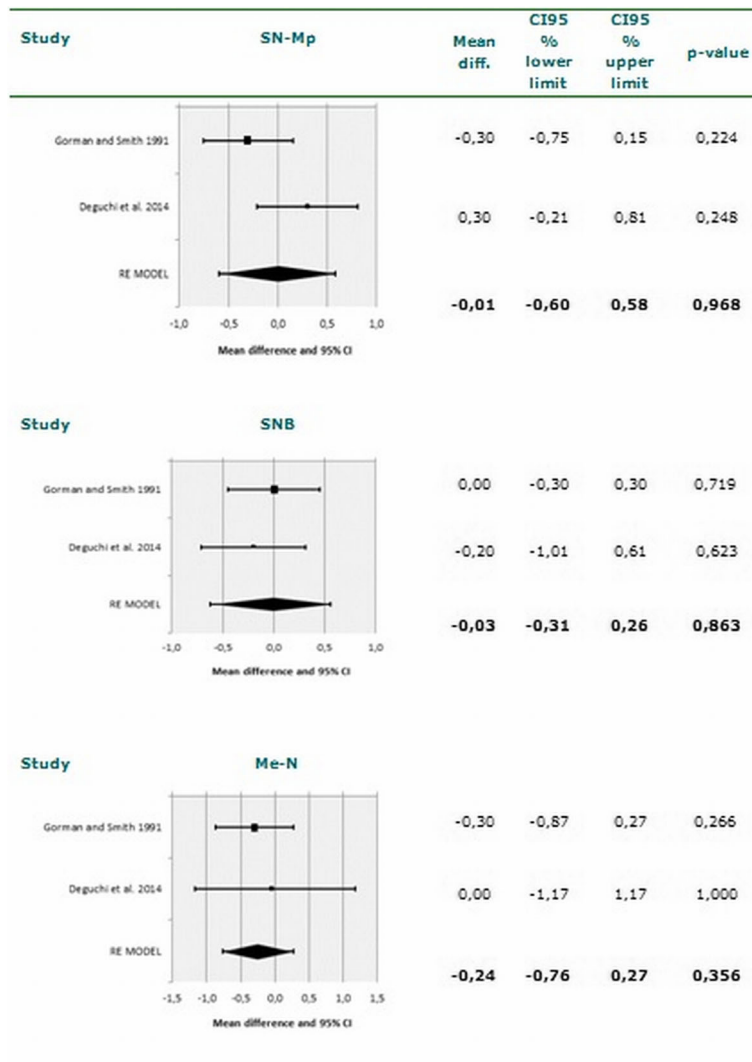 Study SN-Mp Mean diff. CI95 % lower limit CI95 % upper limit p-value
Gorman and Smith 1991 -0,30 -0,75 0,15 0,224
Deguchi et al. 2014 0,30 -0,21 0,81 0,248
RE MODEL
-0,01 -0,60 0,58 0,968
-1,0 -0,5 0,0 0,5 1,0
Mean difference and 95% CI
Study SNB
Gorman and Smith 1991 0,00 -0,30 0,30 0,719
Deguchi et al. 2014 -0,20 -1,01 0,61 0,623
RE MODEL
-0,03 -0,31 0,26 0,863
-1,0 -0,5 0,0 0,5 1,0
Mean difference and 95% CI
Study Me-N
Gorman and Smith 1991 -0,30 -0,87 0,27 0,266
Deguchi et al. 2014 0,00 -1,17 1,17 1,000
RE MODEL
-0,24 -0,76 0,27 0,356
-1,5 -1,0 -0,5 0,0 0,5 1,0 1,5
Mean difference and 95% CI